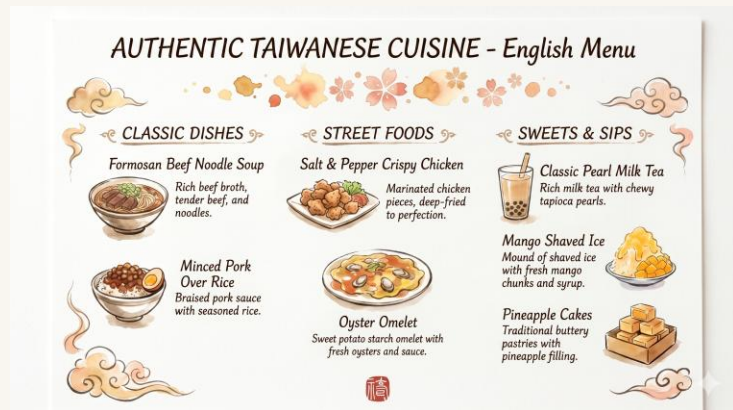 AUTHENTIC TAIWANESE CUISINE - English Menu
CLASSIC DISHES
Formosan Beef Noodle Soup
Rich beef broth,
tender beef, and
noodles.
Minced Pork
Over Rice
Braised pork sauce
with seasoned rice.
STREET FOODS
Salt & Pepper Crispy Chicken
Marinated chicken
pieces, deep-fried
to perfection.
Oyster Omelet
Sweet potato starch omelet with
fresh oysters and sauce.
SWEETS & SIPS
Classic Pearl Milk Tea
Rich milk tea with chewy
tapioca pearls.
Mango Shaved Ice
Mound of shaved ice
with fresh mango
chunks and syrup.
Pineapple Cakes
Traditional buttery
pastries with
pineapple filling.